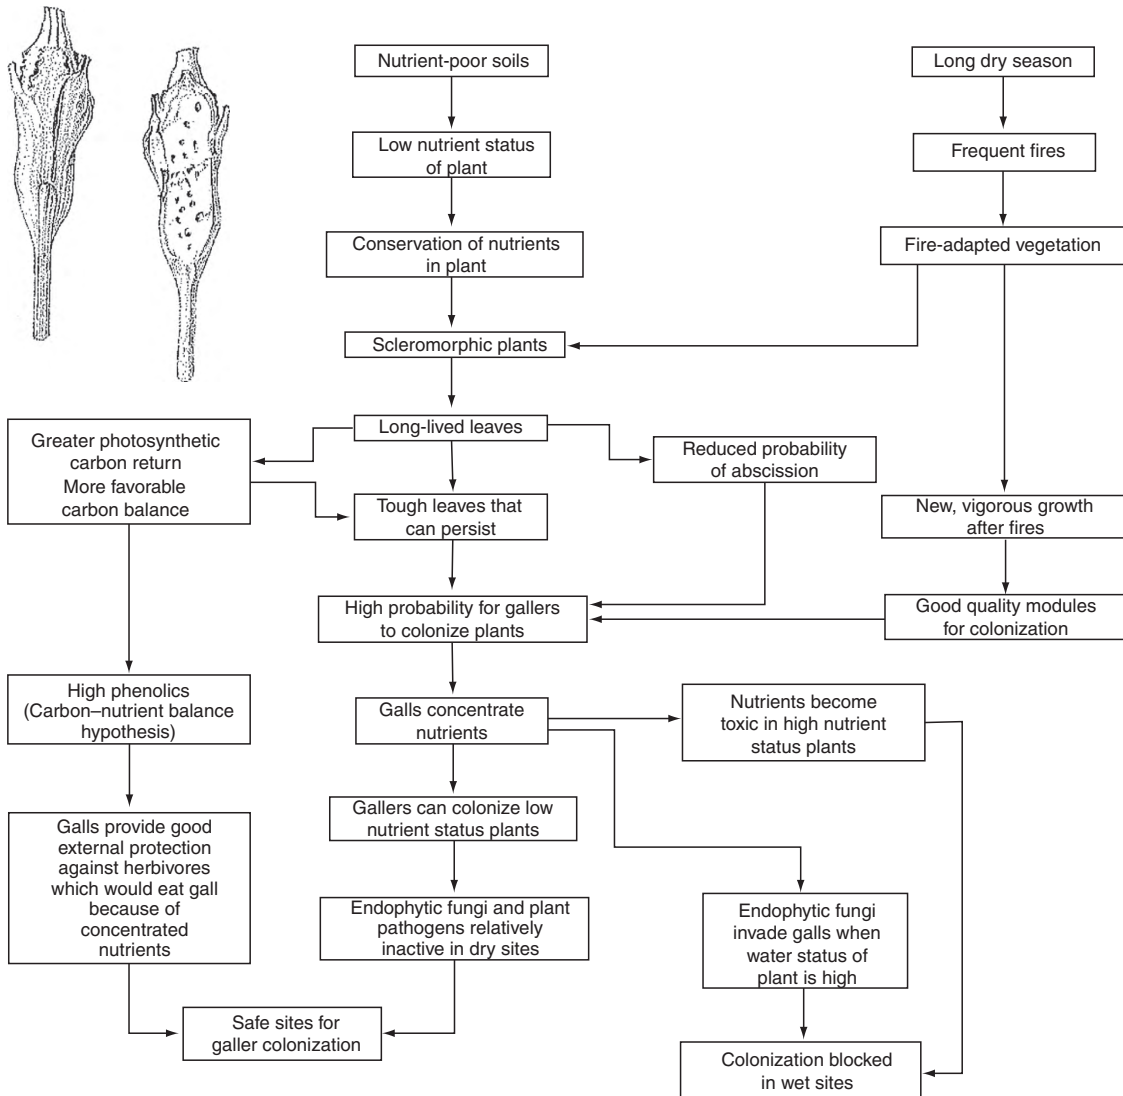 Nutrient-poor soils
Long dry season
Low nutrient status
of plant
Frequent fires
Conservation of nutrients
in plant
Fire-adapted vegetation
Scleromorphic plants
Long-lived leaves
Greater photosynthetic
carbon return
More favorable
carbon balance
Reduced probability
of abscission
Tough leaves that
can persist
New, vigorous growth
after fires
High probability for gallers
to colonize plants
Good quality modules
for colonization
High phenolics
(Carbon–nutrient balance
hypothesis)
Galls concentrate
nutrients
Nutrients become
toxic in high nutrient
status plants
Gallers can colonize low
nutrient status plants
Galls provide good
external protection
against herbivores
which would eat gall
because of
concentrated
nutrients
Endophytic fungi and plant
pathogens relatively
inactive in dry sites
Endophytic fungi
invade galls when
water status of
plant is high
Safe sites for
galler colonization
Colonization blocked
in wet sites